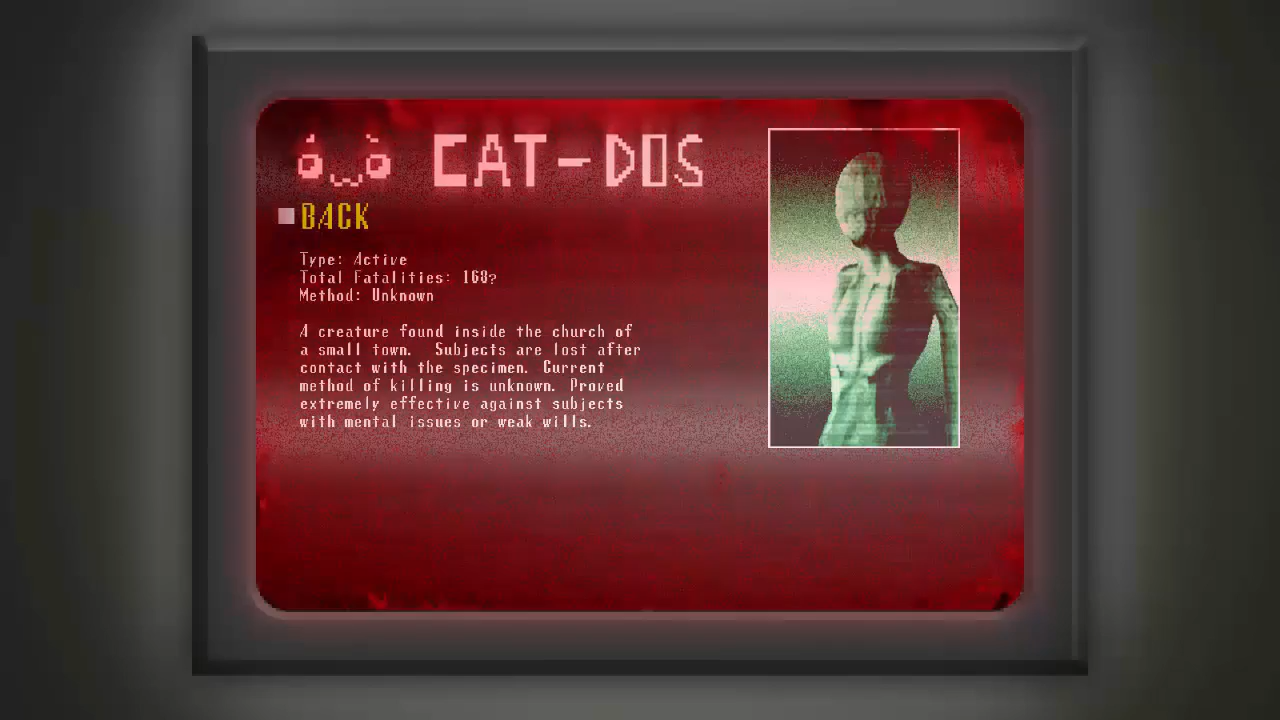 CAT-DOS
BACK
Type: Active
Total Fatalities: 168?
Method: Unknown
A creature found inside the church of
a small town.  Subjects are lost after
contact with the specimen. Current
method of killing is unknown. Proved
extremely effective against subjects
with mental issues or weak wills.